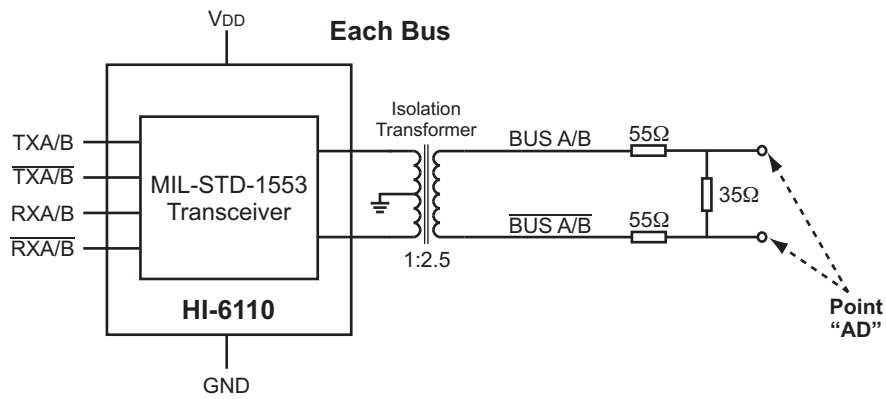 VDD
Each Bus
Isolation
Transformer
TXA/B
TXA/B
RXA/B
RXA/B
MIL-STD-1553
Transceiver
HI-6110
GND
1:2.5
BUS A/B
BUS A/B
55Ω
55Ω
35Ω
Point
“AD”